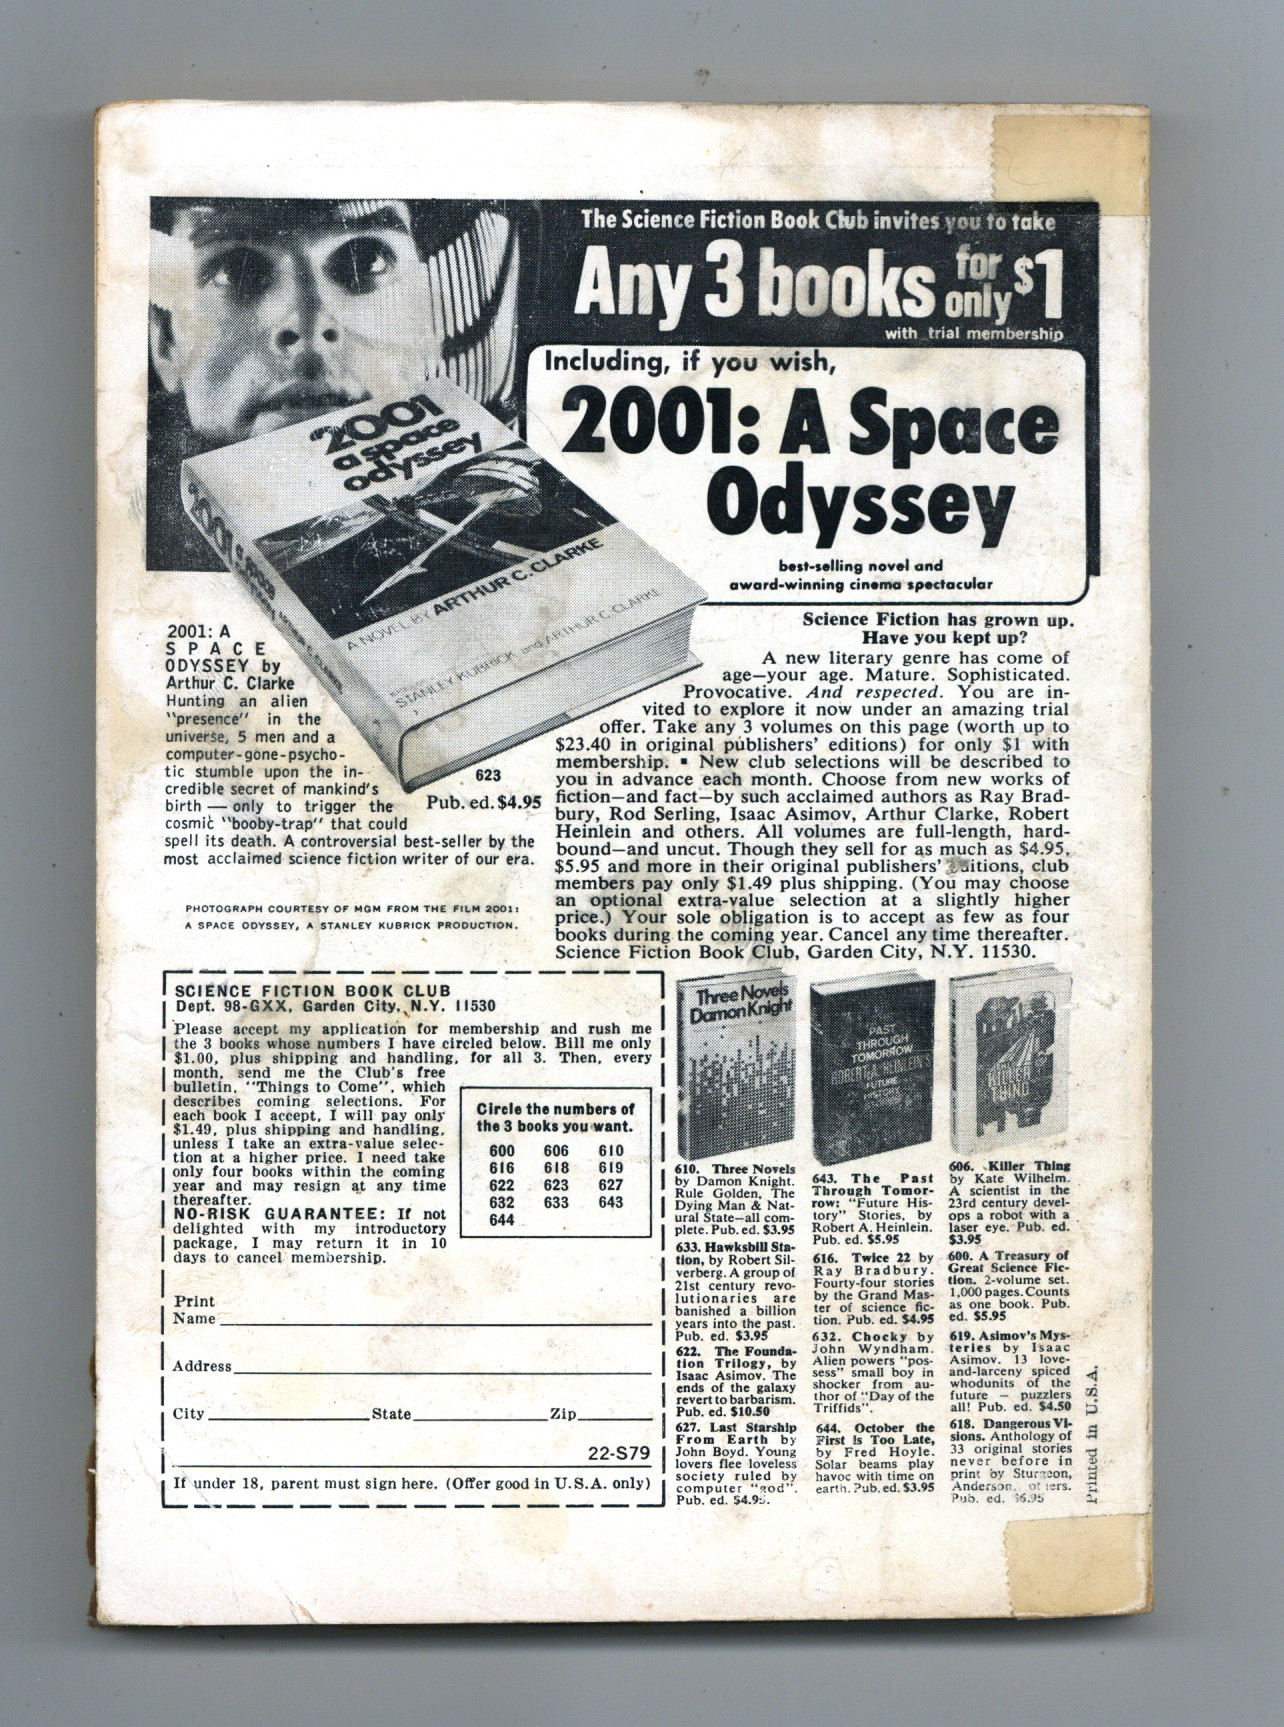 The Science Fiction Book Club invites you to take
Any 3 books for only $1
with trial membership
Including, if you wish,
2001: A Space
Odyssey
best-selling novel and
award-winning cinema spectacular
2001
a space
odyssey
A NOVEL BY ARTHUR C. CLARKE
STANLEY KUBRICK and ARTHUR C. CLARKE
623
Pub. ed. $4.95
2001: A
SPACE
ODYSSEY by
Arthur C. Clarke
Hunting an alien
"presence" in the
universe, 5 men and a
computer-gone-psycho-
tic stumble upon the in-
credible secret of mankind's
birth — only to trigger the
cosmic "booby-trap" that could
spell its death. A controversial best-seller by the
most acclaimed science fiction writer of our era.
PHOTOGRAPH COURTESY OF MGM FROM THE FILM 2001:
A SPACE ODYSSEY, A STANLEY KUBRICK PRODUCTION.
Science Fiction has grown up.
Have you kept up?
A new literary genre has come of
age—your age. Mature. Sophisticated.
Provocative. And respected. You are in-
vited to explore it now under an amazing trial
offer. Take any 3 volumes on this page (worth up to
$23.40 in original publishers' editions) for only $1 with
membership. ▪ New club selections will be described to
you in advance each month. Choose from new works of
fiction—and fact—by such acclaimed authors as Ray Brad-
bury, Rod Serling, Isaac Asimov, Arthur Clarke, Robert
Heinlein and others. All volumes are full-length, hard-
bound—and uncut. Though they sell for as much as $4.95,
$5.95 and more in their original publishers' editions, club
members pay only $1.49 plus shipping. (You may choose
an optional extra-value selection at a slightly higher
price.) Your sole obligation is to accept as few as four
books during the coming year. Cancel any time thereafter.
Science Fiction Book Club, Garden City, N.Y. 11530.
SCIENCE FICTION BOOK CLUB
Dept. 98-GXX, Garden City, N.Y. 11530
Please accept my application for membership and rush me
the 3 books whose numbers I have circled below. Bill me only
$1.00, plus shipping and handling, for all 3. Then, every
month, send me the Club's free
bulletin, "Things to Come", which
describes coming selections. For
each book I accept, I will pay only
$1.49, plus shipping and handling,
unless I take an extra-value selec-
tion at a higher price. I need take
only four books within the coming
year and may resign at any time
thereafter.
NO-RISK GUARANTEE: If not
delighted with my introductory
package, I may return it in 10
days to cancel membership.
Circle the numbers of
the 3 books you want.
600 606 610
616 618 619
622 623 627
632 633 643
644
Print
Name
Address
City State Zip
22-S79
If under 18, parent must sign here. (Offer good in U.S.A. only)
Three Novels
Damon Knight
610. Three Novels
by Damon Knight.
Rule Golden, The
Dying Man & Nat-
ural State—all com-
plete. Pub. ed. $3.95
633. Hawksbill Sta-
tion, by Robert Sil-
verberg. A group of
21st century revo-
lutionaries are
banished a billion
years into the past.
Pub. ed. $3.95
622. The Founda-
tion Trilogy, by
Isaac Asimov. The
ends of the galaxy
revert to barbarism.
Pub. ed. $10.50
627. Last Starship
From Earth by
John Boyd. Young
lovers flee loveless
society ruled by
computer "god".
Pub. ed. $4.95.
PAST
THROUGH
TOMORROW
ROBERT A. HEINLEIN'S
FUTURE
HISTORY
643. The Past
Through Tomor-
row: "Future His-
tory" Stories, by
Robert A. Heinlein.
Pub. ed. $5.95
616. Twice 22 by
Ray Bradbury.
Fourty-four stories
by the Grand Mas-
ter of science fic-
tion. Pub. ed. $4.95
632. Chocky by
John Wyndham.
Alien powers "pos-
sess" small boy in
shocker from au-
thor of "Day of the
Triffids".
644. October the
First Is Too Late,
by Fred Hoyle.
Solar beams play
havoc with time on
earth. Pub. ed. $3.95
KILLER
THING
606. Killer Thing
by Kate Wilhelm.
A scientist in the
23rd century devel-
ops a robot with a
laser eye. Pub. ed.
$3.95
600. A Treasury of
Great Science Fic-
tion. 2-volume set.
1,000 pages. Counts
as one book. Pub.
ed. $5.95
619. Asimov's Mys-
teries by Isaac
Asimov. 13 love-
and-larceny spiced
whodunits of the
future — puzzlers
all! Pub. ed. $4.50
618. Dangerous Vi-
sions. Anthology of
33 original stories
never before in
print by Sturgeon,
Anderson, others.
Pub. ed. $6.95
Printed in U.S.A.